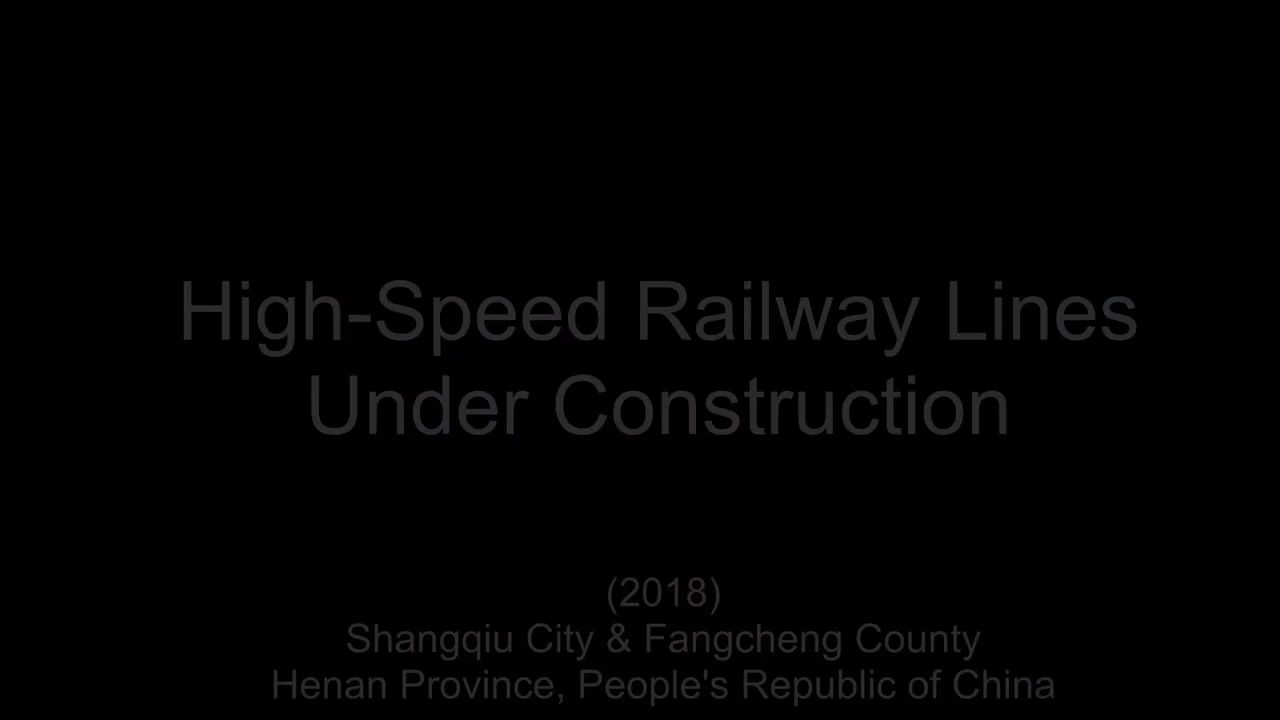 High-Speed Railway Lines
Under Construction
(2018)
Shangqiu City & Fangcheng County
Henan Province, People's Republic of China